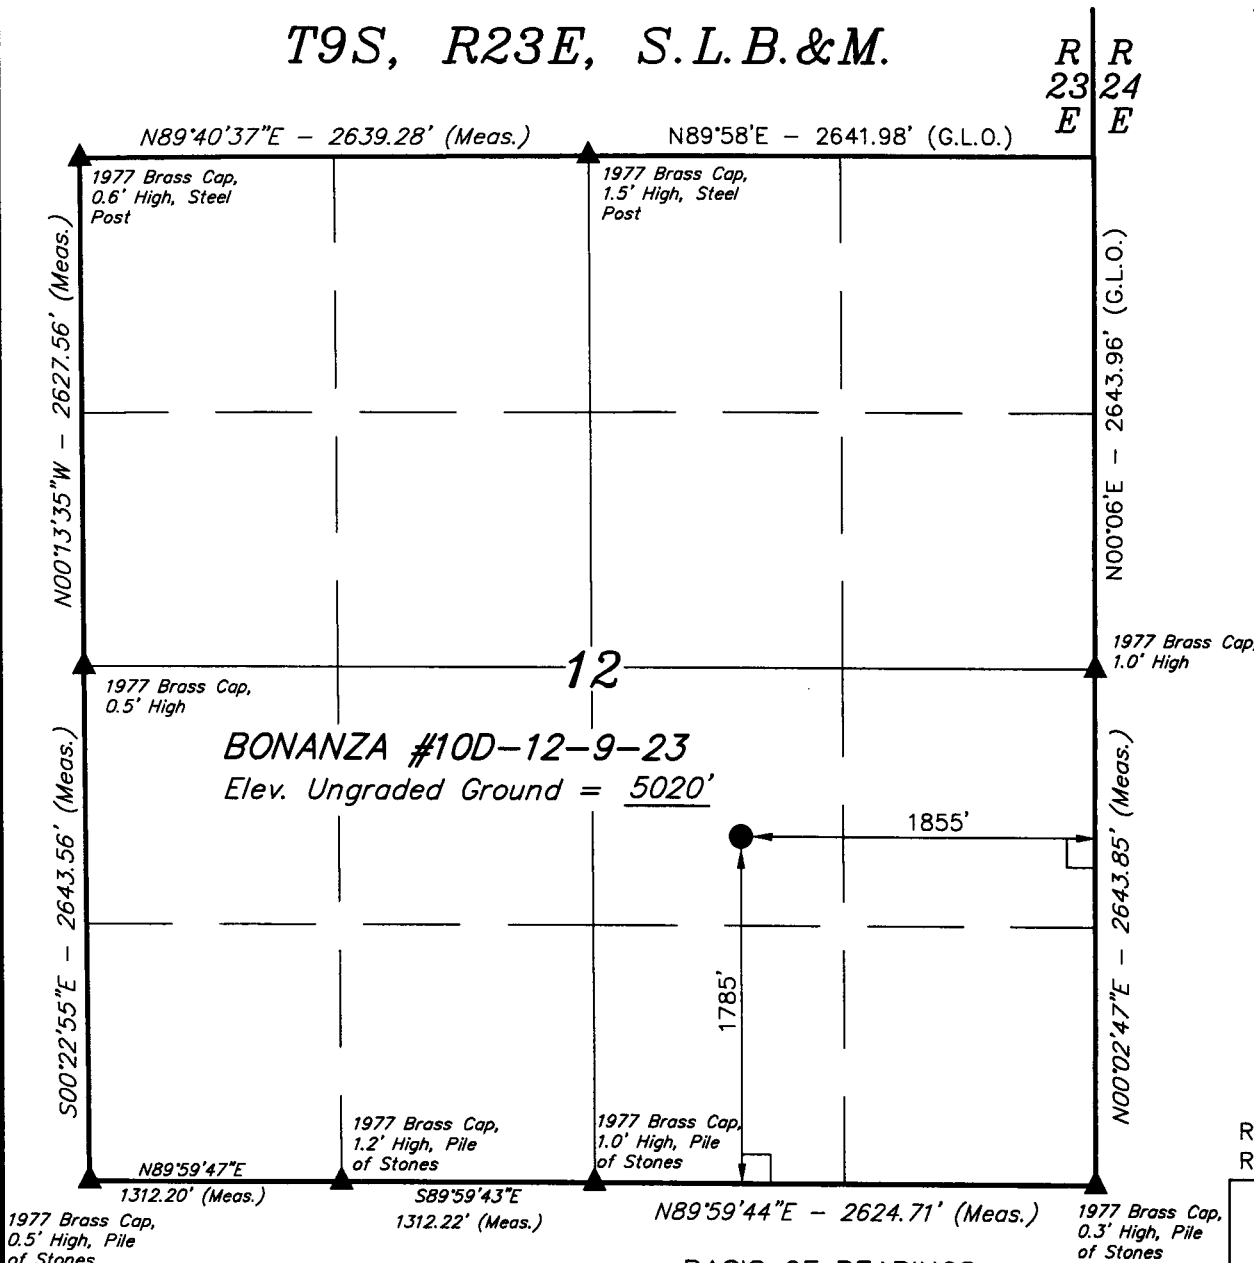 T9S, R23E, S.L.B.&M.
R R
23 24
E E
N89°40'37"E - 2639.28' (Meas.)
N89°58'E - 2641.98' (G.L.O.)
1977 Brass Cap,
0.6' High, Steel
Post
1977 Brass Cap,
1.5' High, Steel
Post
N00°13'35"W - 2627.56' (Meas.)
N00°06'E - 2643.96' (G.L.O.)
12
1977 Brass Cap,
1.0' High
1977 Brass Cap,
0.5' High
BONANZA #10D-12-9-23
Elev. Ungraded Ground = 5020'
1855'
1785'
S00°22'55"E - 2643.56' (Meas.)
N00°02'47"E - 2643.85' (Meas.)
1977 Brass Cap,
1.2' High, Pile
of Stones
1977 Brass Cap,
1.0' High, Pile
of Stones
N89°59'47"E
1312.20' (Meas.)
S89°59'43"E
1312.22' (Meas.)
N89°59'44"E - 2624.71' (Meas.)
1977 Brass Cap,
0.5' High, Pile
of Stones
1977 Brass Cap,
0.3' High, Pile
of Stones
R
R